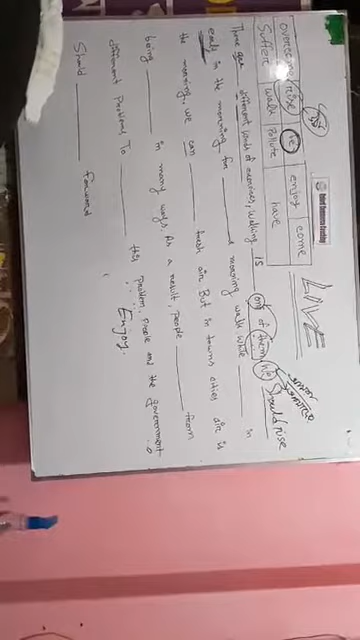 LIVE
overcome rise be enjoy come
Suffer walk Pollute have
There are different kinds of exercises, walking is one of them. We should rise
early in the morning for a morning walk while in
the morning. we can fresh air. But in towns cities air is
being in many ways. As a result, people from
different problems. To this problem, people and the government
Should forward
Enjoy.